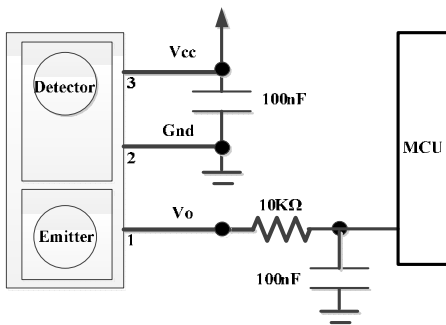 Vcc
Detector
3
100nF
Gnd
2
MCU
Vo
10KΩ
Emitter
1
100nF